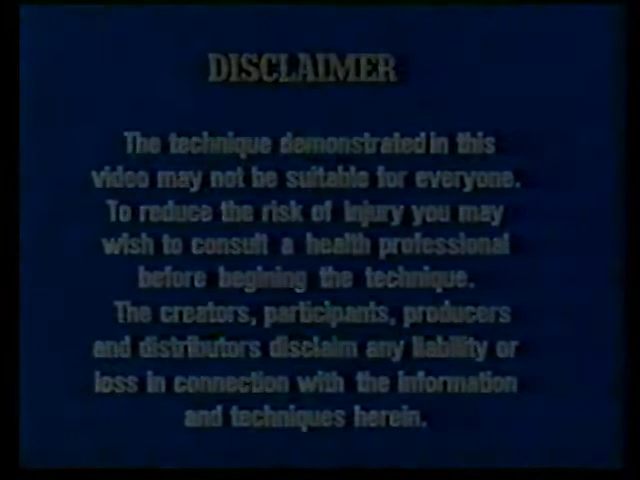 DISCLAIMER
The technique demonstrated in this
video may not be suitable for everyone.
To reduce the risk of injury you may
wish to consult a health professional
before begining the technique.
The creators, participants, producers
and distributors disclaim any liability or
loss in connection with the information
and techniques herein.